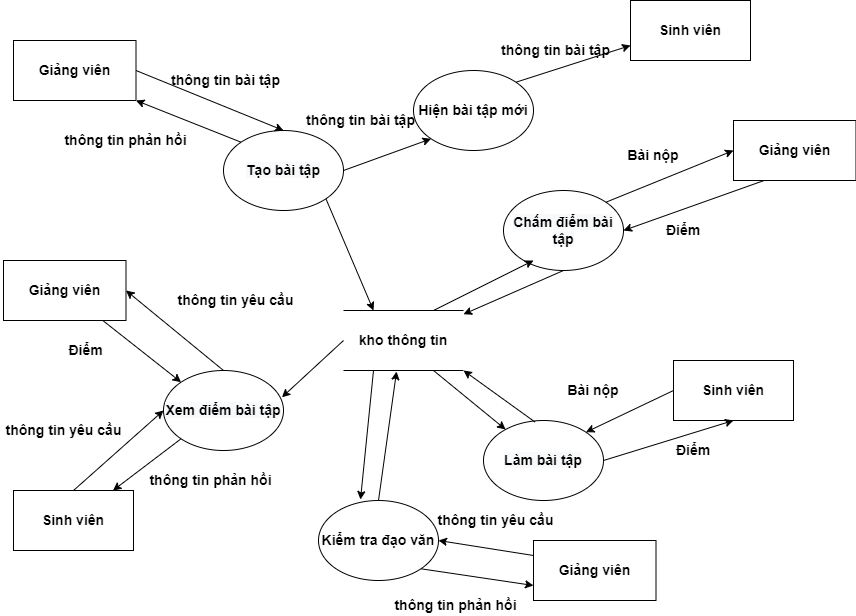 Sinh viên
thông tin bài tập
Giảng viên
thông tin bài tập
Hiện bài tập mới
thông tin bài tập
thông tin phản hồi
Tạo bài tập
Bài nộp
Giảng viên
Chấm điểm bài
tập
Điểm
Giảng viên
thông tin yêu cầu
kho thông tin
Điểm
Xem điểm bài tập
Bài nộp
Sinh viên
thông tin yêu cầu
Làm bài tập
Điểm
thông tin phản hồi
Sinh viên
thông tin yêu cầu
Kiểm tra đạo văn
Giảng viên
thông tin phản hồi